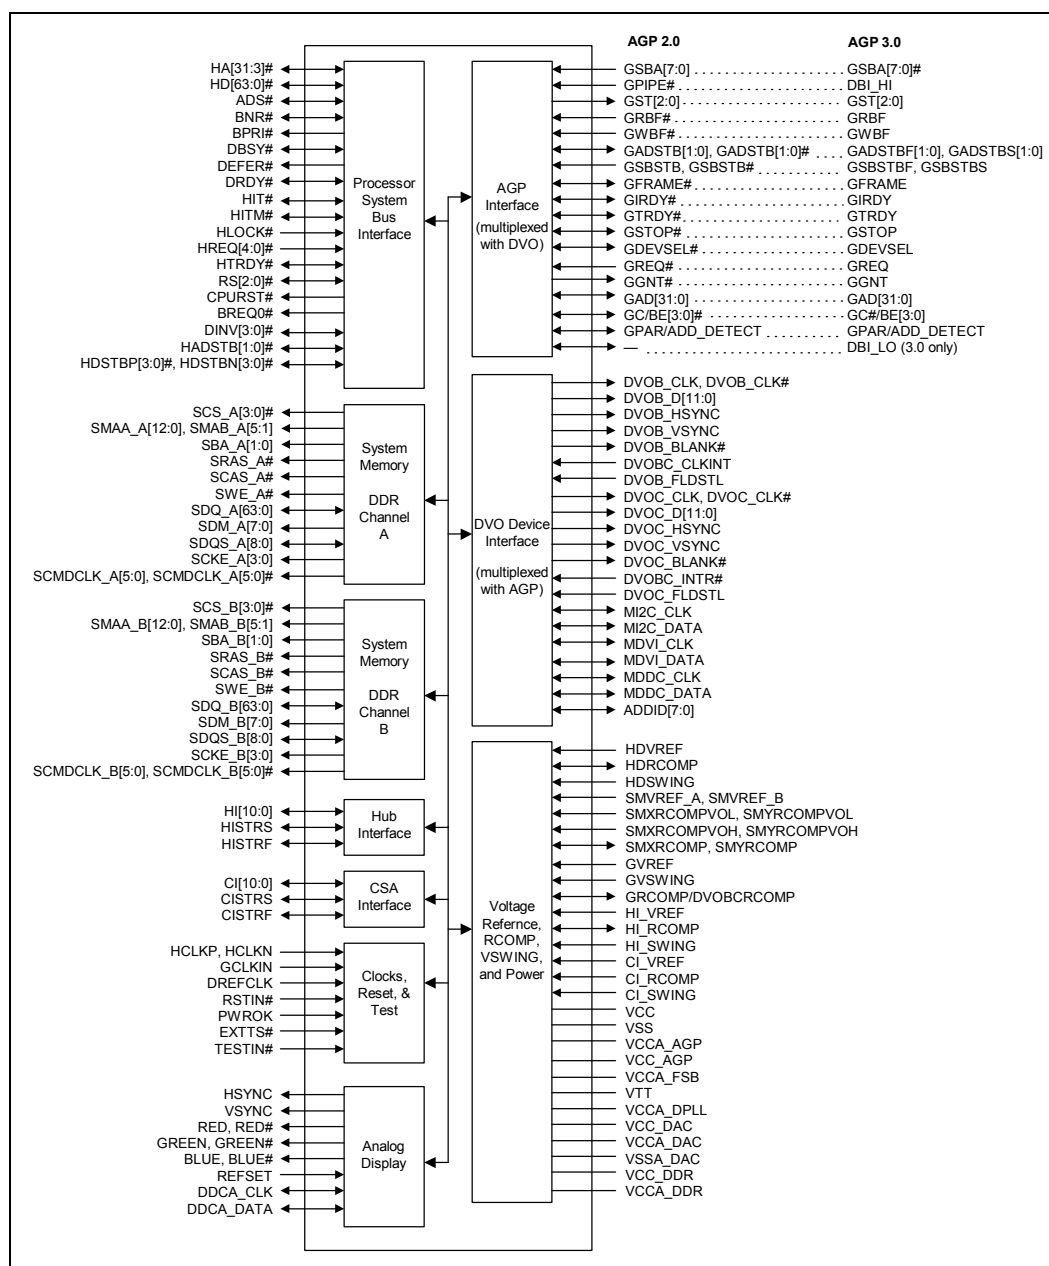 AGP 2.0
AGP 3.0
HA[31:3]#
HD[63:0]#
ADS#
BNR#
BPRI#
DBSY#
DEFER#
DRDY#
HIT#
HITM#
HLOCK#
HREQ[4:0]#
HTRDY#
RS[2:0]#
CPURST#
BREQ0#
DINV[3:0]#
HADSTB[1:0]#
HDSTBP[3:0]#, HDSTBN[3:0]#
Processor
System
Bus
Interface
AGP
Interface
(multiplexed
with DVO)
GSBA[7:0] GSBA[7:0]#
GPIPE# DBI_HI
GST[2:0] GST[2:0]
GRBF# GRBF
GWBF# GWBF
GADSTB[1:0], GADSTB[1:0]# GADSTBF[1:0], GADSTBS[1:0]
GSBSTB, GSBSTB# GSBSTBF, GSBSTBS
GFRAME# GFRAME
GIRDY# GIRDY
GTRDY# GTRDY
GSTOP# GSTOP
GDEVSEL# GDEVSEL
GREQ# GREQ
GGNT# GGNT
GAD[31:0] GAD[31:0]
GC/BE[3:0]# GC#/BE[3:0]
GPAR/ADD_DETECT GPAR/ADD_DETECT
— DBI_LO (3.0 only)
SCS_A[3:0]#
SMAA_A[12:0], SMAB_A[5:1]
SBA_A[1:0]
SRAS_A#
SCAS_A#
SWE_A#
SDQ_A[63:0]
SDM_A[7:0]
SDQS_A[8:0]
SCKE_A[3:0]
SCMDCLK_A[5:0], SCMDCLK_A[5:0]#
System
Memory
DDR
Channel
A
DVO Device
Interface
(multiplexed
with AGP)
DVOB_CLK, DVOB_CLK#
DVOB_D[11:0]
DVOB_HSYNC
DVOB_VSYNC
DVOB_BLANK#
DVOBC_CLKINT
DVOB_FLDSTL
DVOC_CLK, DVOC_CLK#
DVOC_D[11:0]
DVOC_HSYNC
DVOC_VSYNC
DVOC_BLANK#
DVOBC_INTR#
DVOC_FLDSTL
MI2C_CLK
MI2C_DATA
MDVI_CLK
MDVI_DATA
MDDC_CLK
MDDC_DATA
ADDID[7:0]
SCS_B[3:0]#
SMAA_B[12:0], SMAB_B[5:1]
SBA_B[1:0]
SRAS_B#
SCAS_B#
SWE_B#
SDQ_B[63:0]
SDM_B[7:0]
SDQS_B[8:0]
SCKE_B[3:0]
SCMDCLK_B[5:0], SCMDCLK_B[5:0]#
System
Memory
DDR
Channel
B
HI[10:0]
HISTRS
HISTRF
Hub
Interface
CI[10:0]
CISTRS
CISTRF
CSA
Interface
HCLKP, HCLKN
GCLKIN
DREFCLK
RSTIN#
PWROK
EXTTS#
TESTIN#
Clocks,
Reset, &
Test
HSYNC
VSYNC
RED, RED#
GREEN, GREEN#
BLUE, BLUE#
REFSET
DDCA_CLK
DDCA_DATA
Analog
Display
Voltage
Refernce,
RCOMP,
VSWING,
and Power
HDVREF
HDRCOMP
HDSWING
SMVREF_A, SMVREF_B
SMXRCOMPVOL, SMYRCOMPVOL
SMXRCOMPVOH, SMYRCOMPVOH
SMXRCOMP, SMYRCOMP
GVREF
GVSWING
GRCOMP/DVOBCRCOMP
HI_VREF
HI_RCOMP
HI_SWING
CI_VREF
CI_RCOMP
CI_SWING
VCC
VSS
VCCA_AGP
VCC_AGP
VCCA_FSB
VTT
VCCA_DPLL
VCC_DAC
VCCA_DAC
VSSA_DAC
VCC_DDR
VCCA_DDR